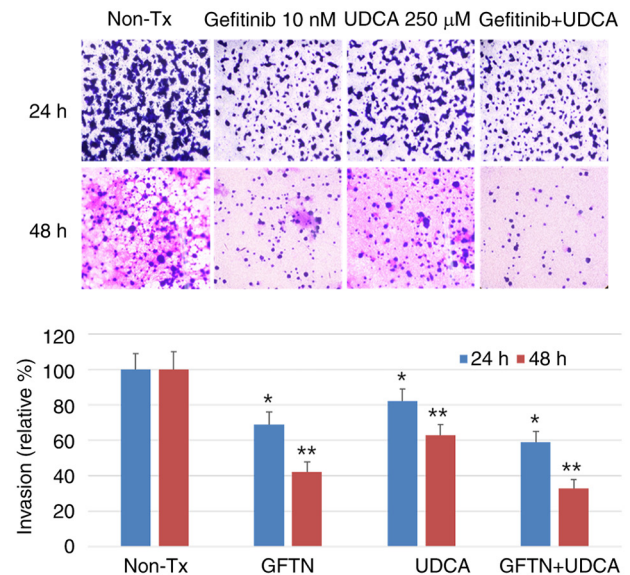 Non-Tx Gefitinib 10 nM UDCA 250 μM Gefitinib+UDCA
24 h
48 h
120
100
80
60
40
20
0
Invasion (relative %)
24 h 48 h
* ** * ** * **
Non-Tx GFTN UDCA GFTN+UDCA